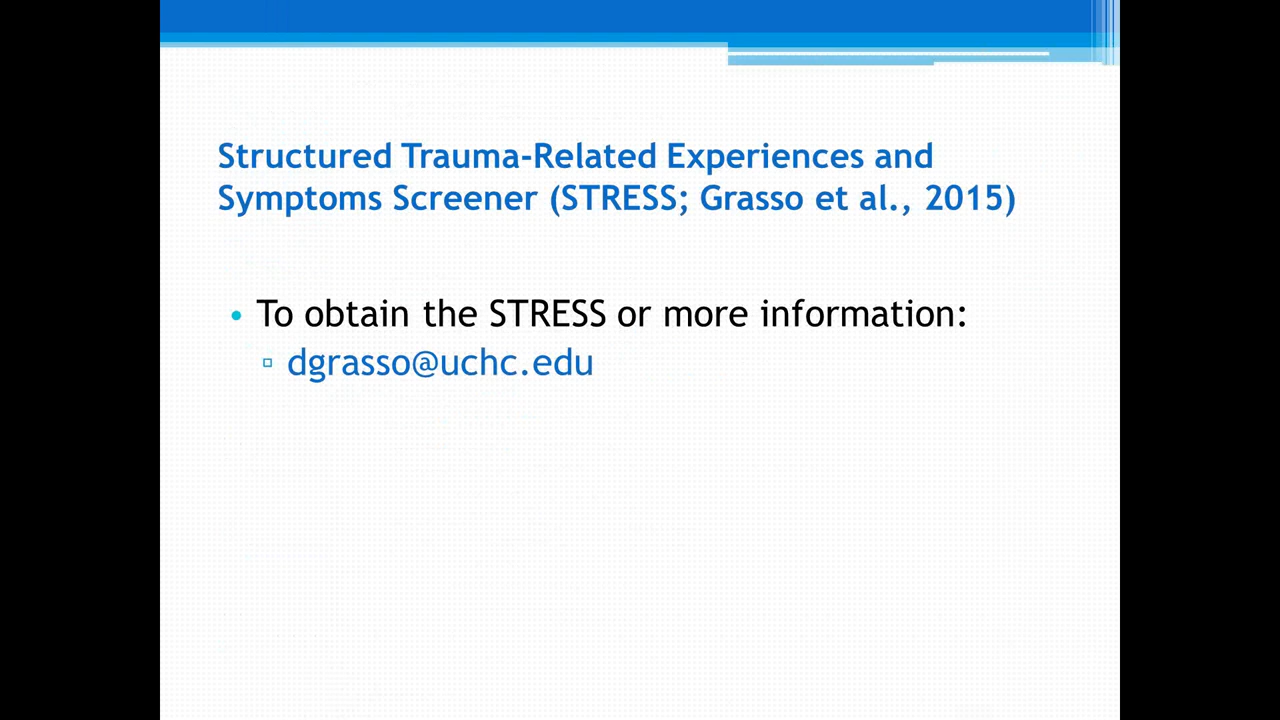 Structured Trauma-Related Experiences and
Symptoms Screener (STRESS; Grasso et al., 2015)
• To obtain the STRESS or more information:
▫ dgrasso@uchc.edu